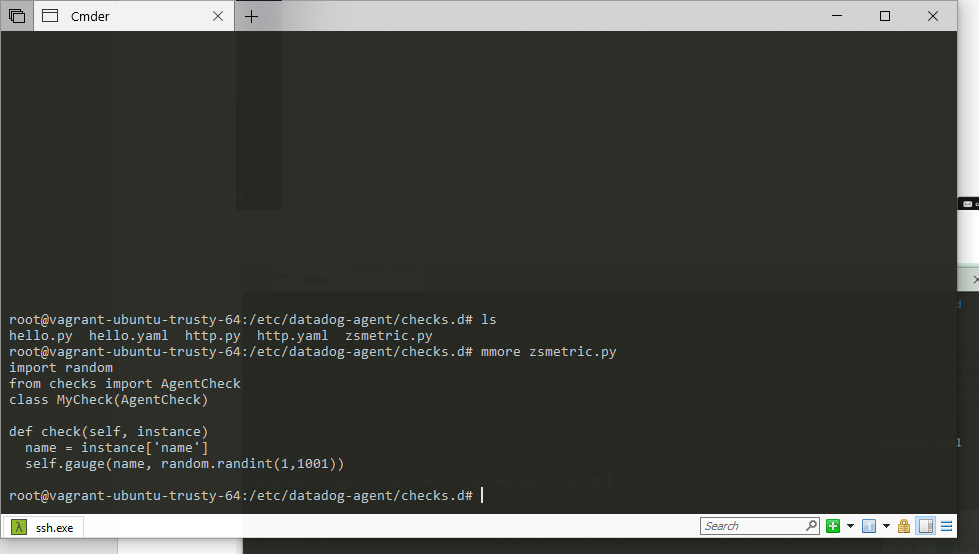 Cmder
root@vagrant-ubuntu-trusty-64:/etc/datadog-agent/checks.d# ls
hello.py  hello.yaml  http.py  http.yaml  zsmetric.py
root@vagrant-ubuntu-trusty-64:/etc/datadog-agent/checks.d# mmore zsmetric.py
import random
from checks import AgentCheck
class MyCheck(AgentCheck)

def check(self, instance)
  name = instance['name']
  self.gauge(name, random.randint(1,1001))

root@vagrant-ubuntu-trusty-64:/etc/datadog-agent/checks.d#
λ ssh.exe
Search